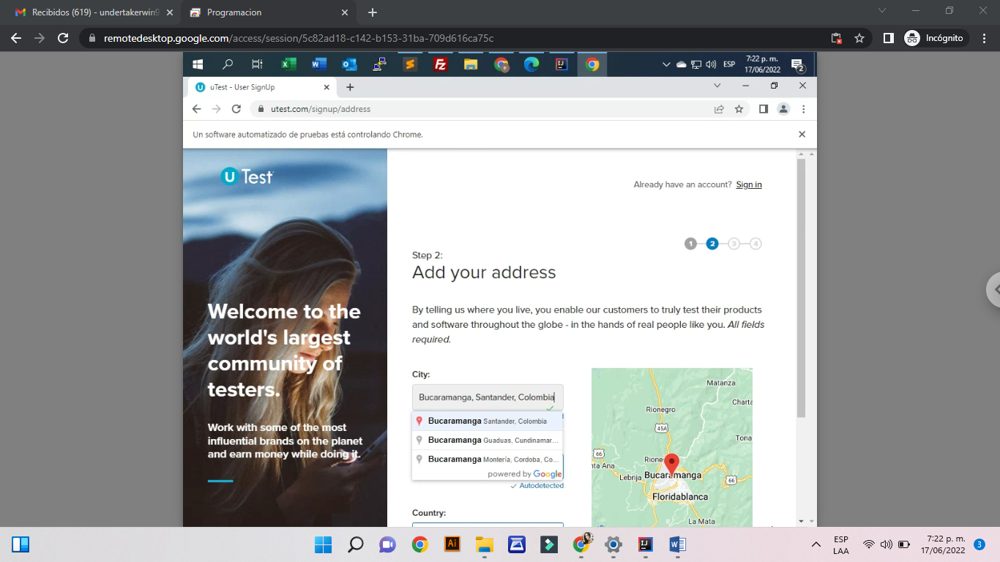 Recibidos (619) - undertakerwin9
Programacion
remotedesktop.google.com/access/session/5c82ad18-c142-b153-31ba-709d616ca75c
Incógnito
ESP
7:22 p. m.
17/06/2022
2
uTest - User SignUp
utest.com/signup/address
Un software automatizado de pruebas está controlando Chrome.
U Test
Already have an account? Sign in
1 2 3 4
Step 2:
Add your address
By telling us where you live, you enable our customers to truly test their products
and software throughout the globe - in the hands of real people like you. All fields
required.
Welcome to the
world's largest
community of
testers.
Work with some of the most
influential brands on the planet
and earn money while doing it.
City:
Bucaramanga, Santander, Colombia
Bucaramanga Santander, Colombia
Bucaramanga Guaduas, Cundinamar...
Bucaramanga Montería, Cordoba, Co...
powered by Google
Autodetected
Country:
Matanza
Charta
Rionegro
45A
Tona
66
Rione
nta Ana
Lebrija
Bucaramanga
66
Floridablanca
La Mata
Ai
ESP
LAA
7:22 p. m.
17/06/2022
3